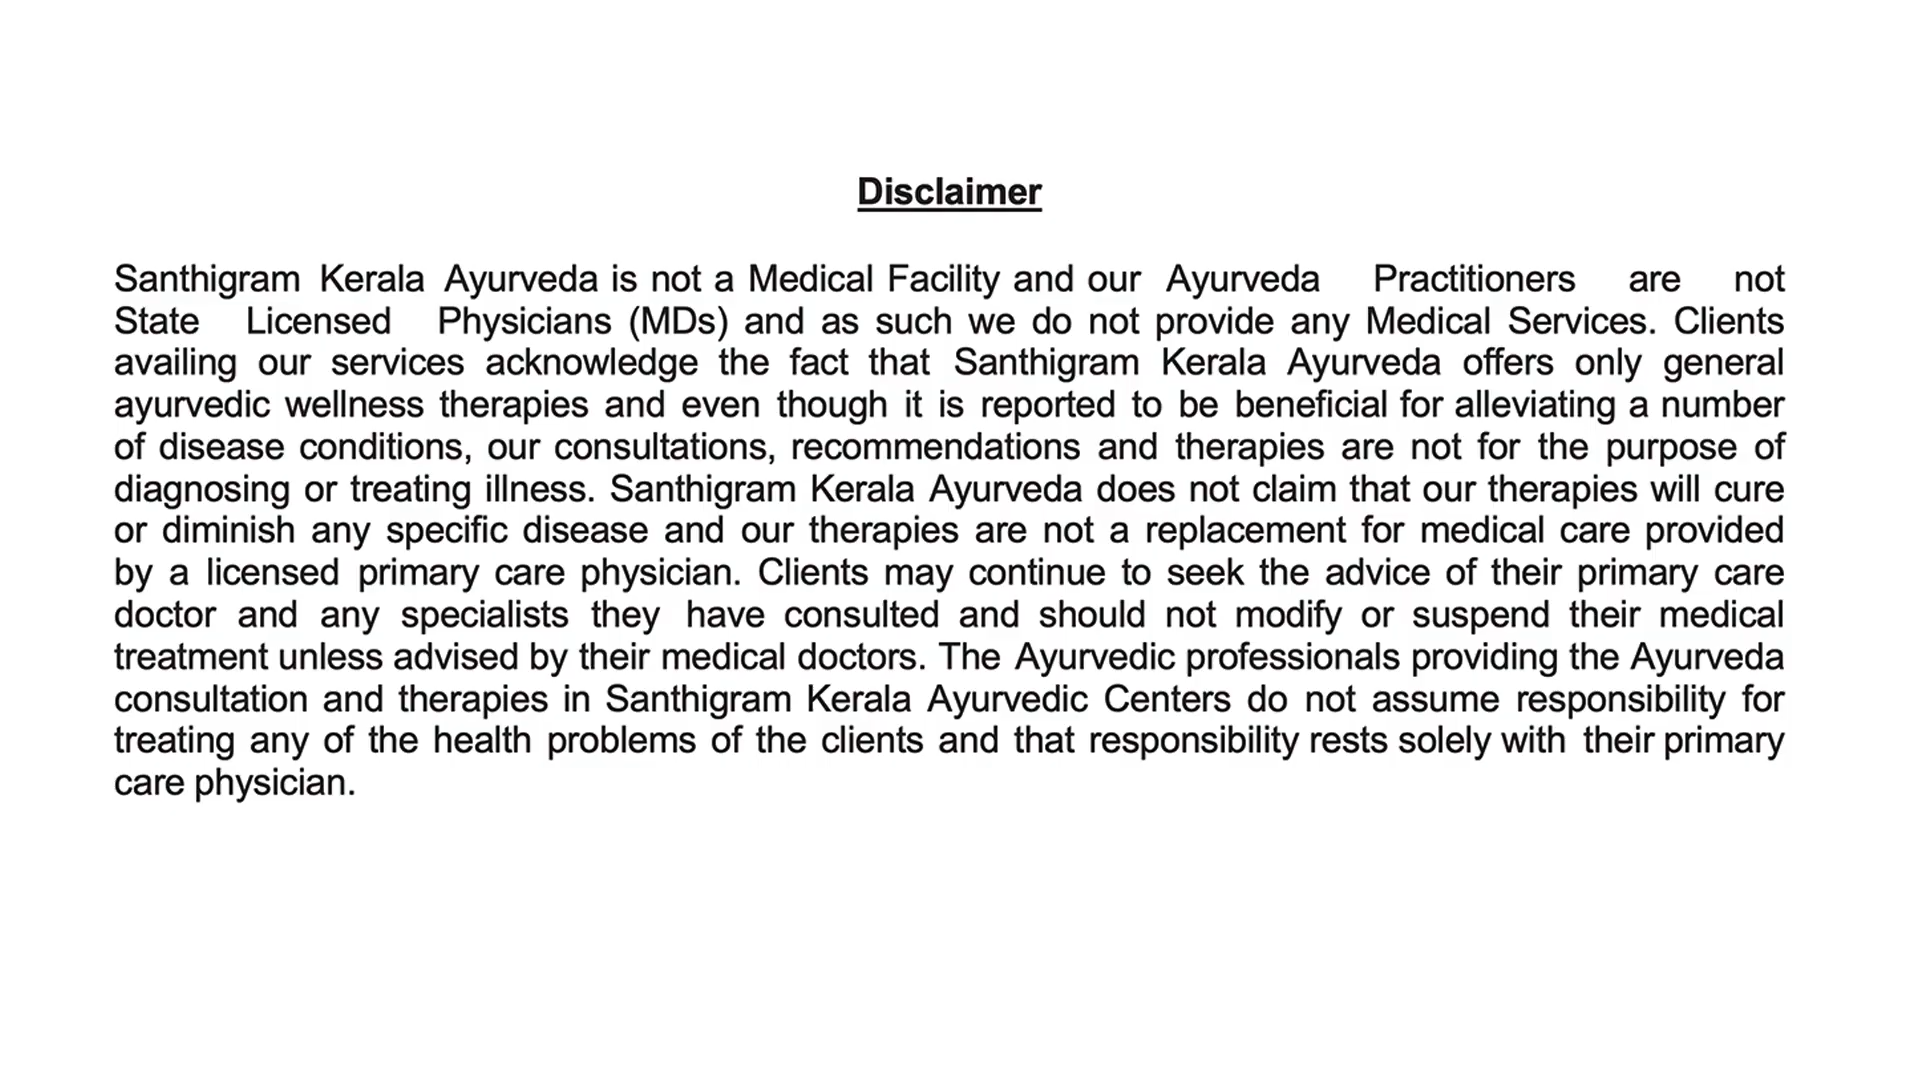 Disclaimer
Santhigram Kerala Ayurveda is not a Medical Facility and our Ayurveda Practitioners are not
State Licensed Physicians (MDs) and as such we do not provide any Medical Services. Clients
availing our services acknowledge the fact that Santhigram Kerala Ayurveda offers only general
ayurvedic wellness therapies and even though it is reported to be beneficial for alleviating a number
of disease conditions, our consultations, recommendations and therapies are not for the purpose of
diagnosing or treating illness. Santhigram Kerala Ayurveda does not claim that our therapies will cure
or diminish any specific disease and our therapies are not a replacement for medical care provided
by a licensed primary care physician. Clients may continue to seek the advice of their primary care
doctor and any specialists they have consulted and should not modify or suspend their medical
treatment unless advised by their medical doctors. The Ayurvedic professionals providing the Ayurveda
consultation and therapies in Santhigram Kerala Ayurvedic Centers do not assume responsibility for
treating any of the health problems of the clients and that responsibility rests solely with their primary
care physician.